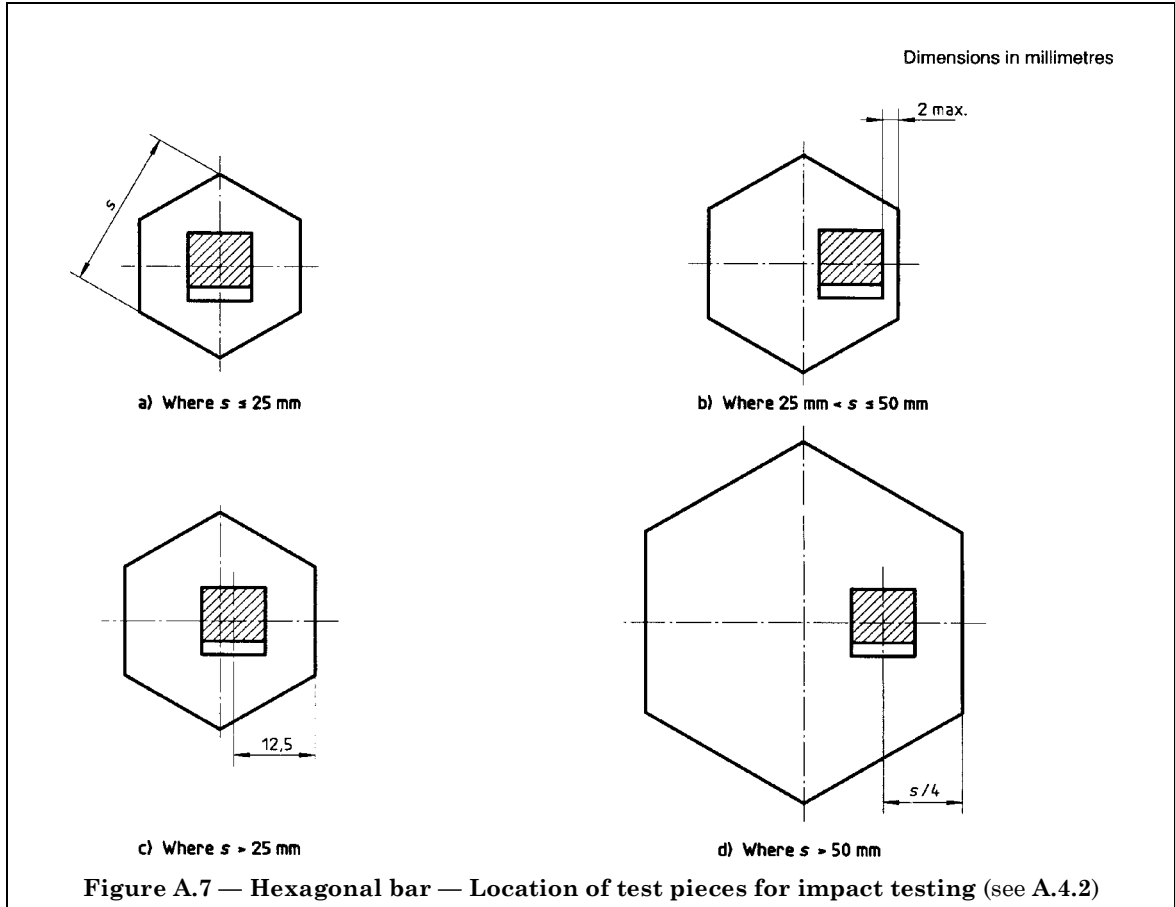 Dimensions in millimetres
2 max.
s
a) Where s ≤ 25 mm
b) Where 25 mm < s ≤ 50 mm
12,5
s/4
c) Where s > 25 mm
d) Where s > 50 mm
Figure A.7 — Hexagonal bar — Location of test pieces for impact testing (see A.4.2)